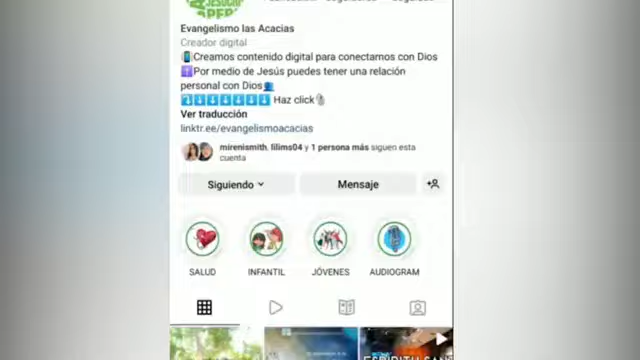 Evangelismo las Acacias
Creador digital
Creamos contenido digital para conectarnos con Dios
Por medio de Jesús puedes tener una relación
personal con Dios
Haz click
Ver traducción
linktr.ee/evangelismoacacias
mirenismith, lilims04 y 1 persona más siguen esta
cuenta
Siguiendo
Mensaje
SALUD
INFANTIL
JÓVENES
AUDIOGRAM